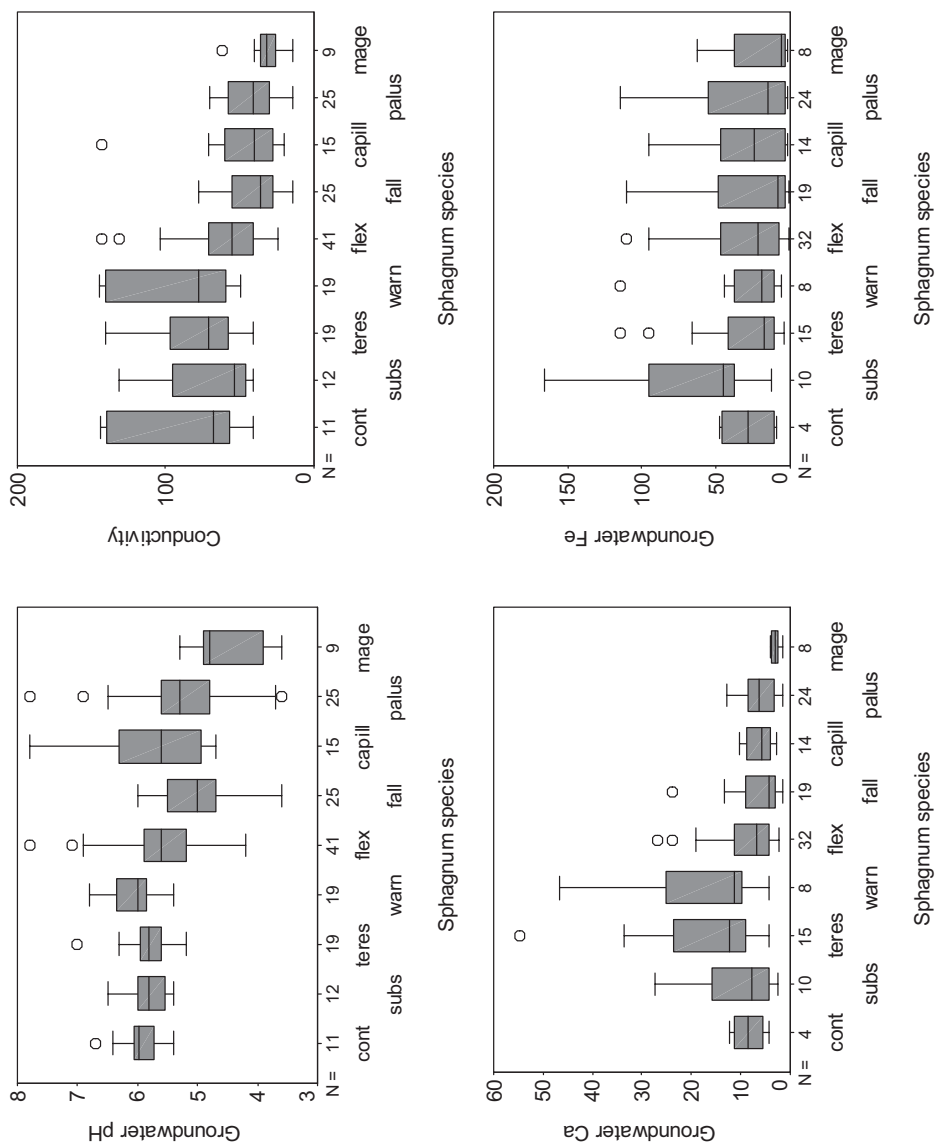 Groundwater pH
8
7
6
5
4
3
N = 11 12 19 19 41 25 15 25 9
cont subs teres warn flex fall capill palus mage
Sphagnum species
Conductivity
200
100
0
N = 11 12 19 19 41 25 15 25 9
cont subs teres warn flex fall capill palus mage
Sphagnum species
Groundwater Ca
60
50
40
30
20
10
0
N = 4 10 15 8 32 19 14 24 8
cont subs teres warn flex fall capill palus mage
Sphagnum species
Groundwater Fe
200
150
100
50
0
N = 4 10 15 8 32 19 14 24 8
cont subs teres warn flex fall capill palus mage
Sphagnum species